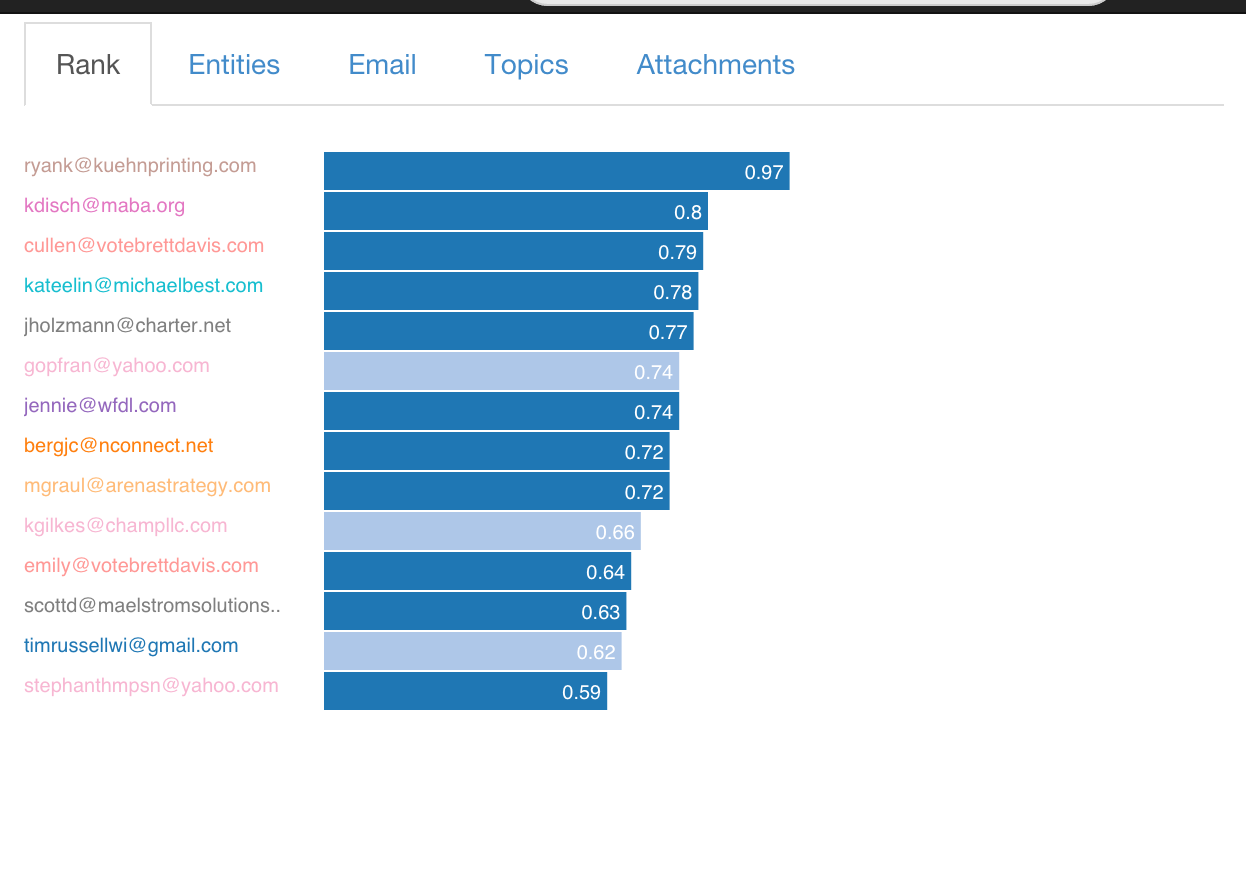 Rank Entities Email Topics Attachments
ryank@kuehnprinting.com 0.97
kdisch@maba.org 0.8
cullen@votebrettdavis.com 0.79
kateelin@michaelbest.com 0.78
jholzmann@charter.net 0.77
gopfran@yahoo.com 0.74
jennie@wfdl.com 0.74
bergjc@nconnect.net 0.72
mgraul@arenastrategy.com 0.72
kgilkes@champllc.com 0.66
emily@votebrettdavis.com 0.64
scottd@maelstromsolutions.. 0.63
timrussellwi@gmail.com 0.62
stephanthmpsn@yahoo.com 0.59